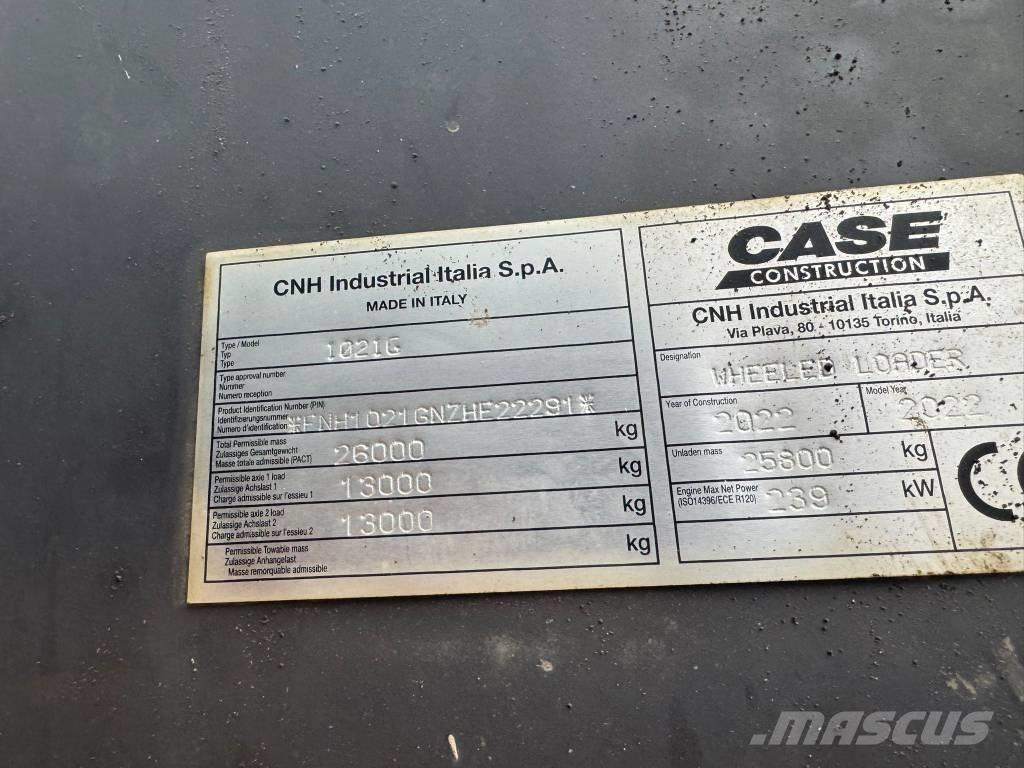 CNH Industrial Italia S.p.A.
MADE IN ITALY
Type / Model
Typ
Type
1021G
Type approval number
Nummer
Numero reception
Product Identification Number (PIN)
Identifizierungsnummer
Numero d'identification
*FNH1021GNZHE22291*
Total Permissible mass
Zulassiges Gesamtgewicht
Masse totale admissible (PACT)
26000 kg
Permissible axie 1 load
Zulassige Achslast 1
Charge admissible sur l'essieu 1
13000 kg
Permissible axie 2 load
Zulassige Achslast 2
Charge admissible sur l'essieu 2
13000 kg
Permissible Towable mass
Zulassige Anhangelast
Masse remorquable admissible
kg
CASE
CONSTRUCTION
CNH Industrial Italia S.p.A.
Via Plava, 80 - 10135 Torino, Italia
Designation
WHEELED LOADER
Year of Construction
2022
Model Year
2022
Unladen mass
25800 kg
Engine Max Net Power
(ISO14396/ECE R120)
239 kW
CE
MASCUS